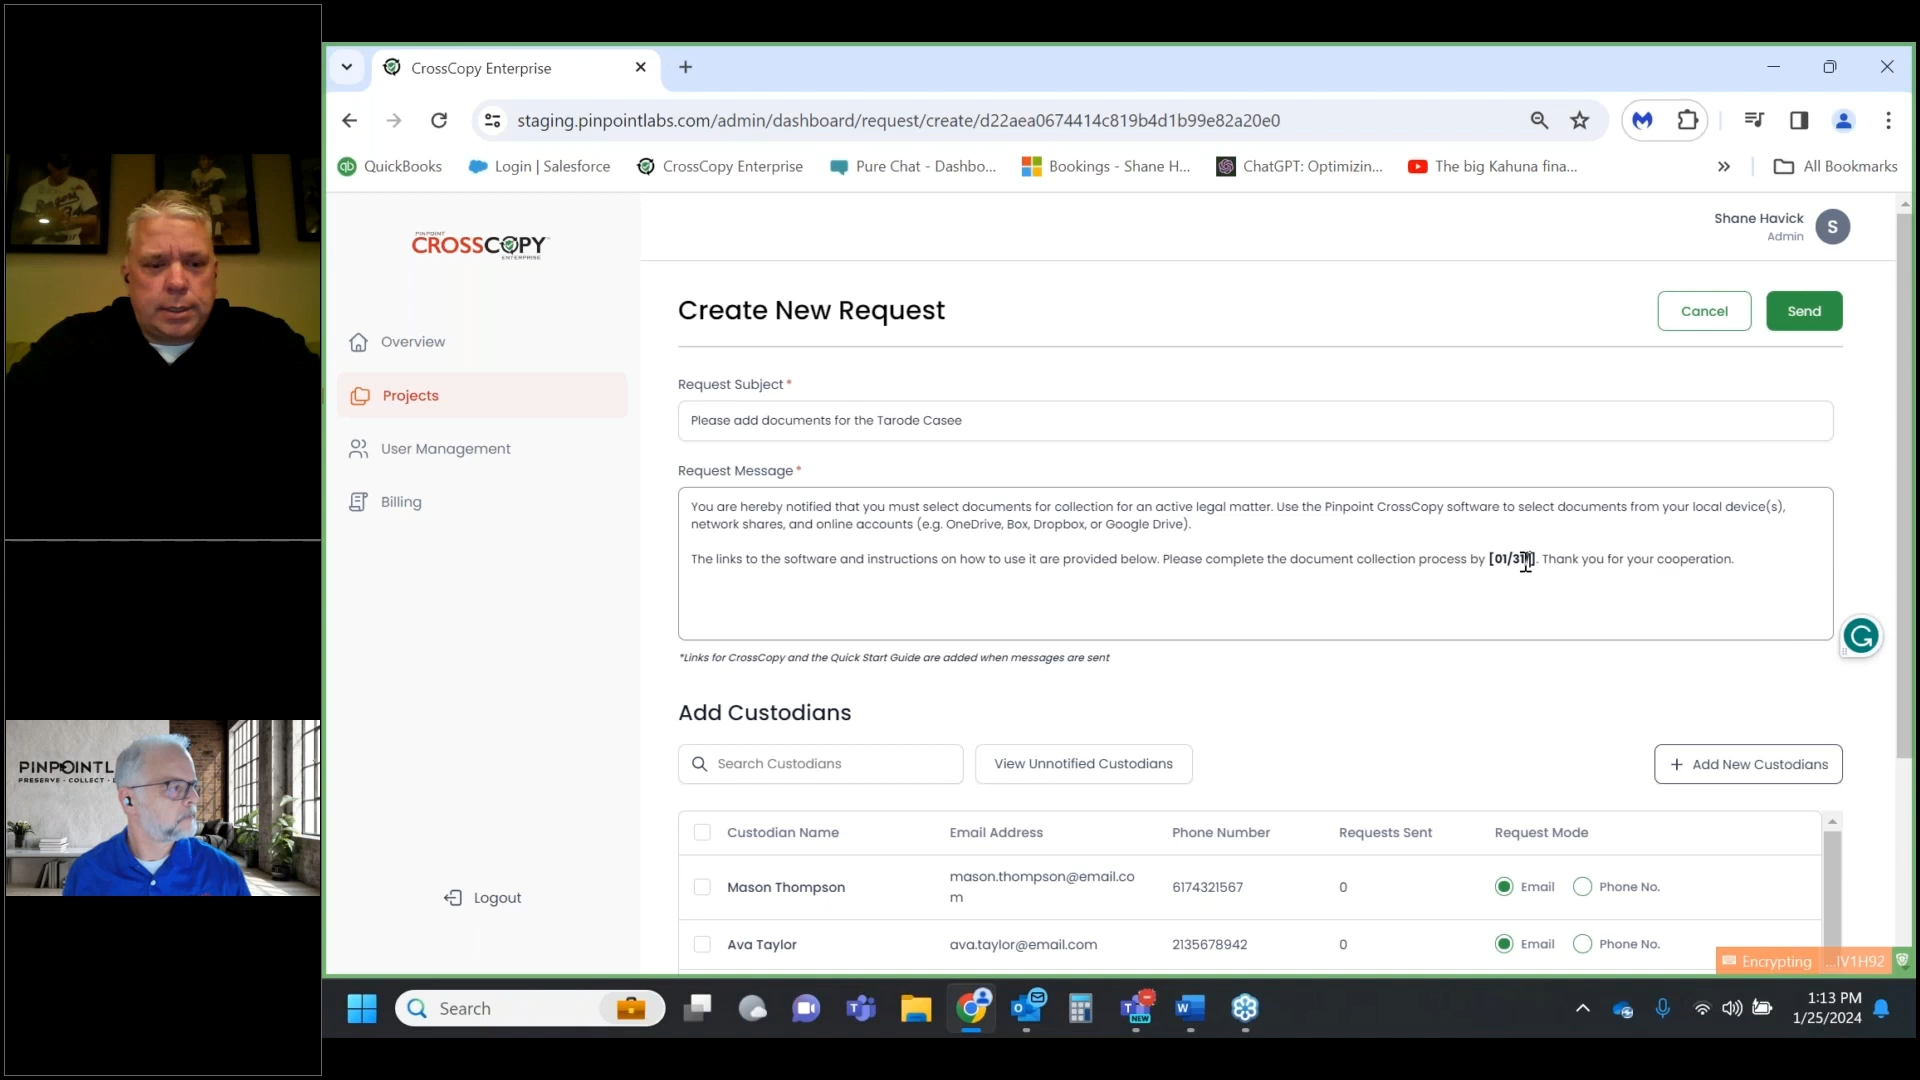 CrossCopy Enterprise
staging.pinpointlabs.com/admin/dashboard/request/create/d22aea0674414c819b4d1b99e82a20e0
QuickBooks
Login | Salesforce
CrossCopy Enterprise
Pure Chat - Dashbo...
Bookings - Shane H...
ChatGPT: Optimizin...
The big Kahuna fina...
All Bookmarks
PINPOINT
CROSSCOPY
ENTERPRISE
Shane Havick
Admin
S
Overview
Projects
User Management
Billing
Logout
Create New Request
Cancel
Send
Request Subject *
Please add documents for the Tarode Casee
Request Message *
You are hereby notified that you must select documents for collection for an active legal matter. Use the Pinpoint CrossCopy software to select documents from your local device(s),
network shares, and online accounts (e.g. OneDrive, Box, Dropbox, or Google Drive).
The links to the software and instructions on how to use it are provided below. Please complete the document collection process by [01/31]. Thank you for your cooperation.
*Links for CrossCopy and the Quick Start Guide are added when messages are sent
Add Custodians
Search Custodians
View Unnotified Custodians
+ Add New Custodians
Custodian Name
Email Address
Phone Number
Requests Sent
Request Mode
Mason Thompson
mason.thompson@email.co
m
6174321567
0
Email
Phone No.
Ava Taylor
ava.taylor@email.com
2135678942
0
Email
Phone No.
Encrypting
...IV1H92
PINPOINTL
PRESERVE · COLLECT ·
Search
NEW
1:13 PM
1/25/2024